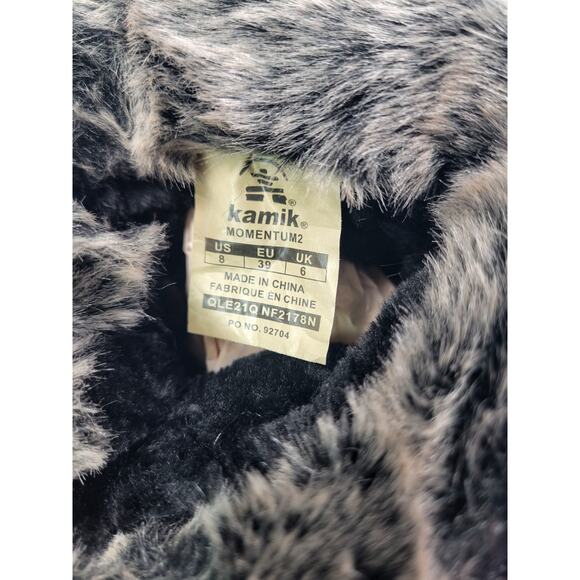 kamik®
MOMENTUM2
US EU UK
8 39 6
MADE IN CHINA
FABRIQUE EN CHINE
QLE21Q NF2178N
PO NO. 92704